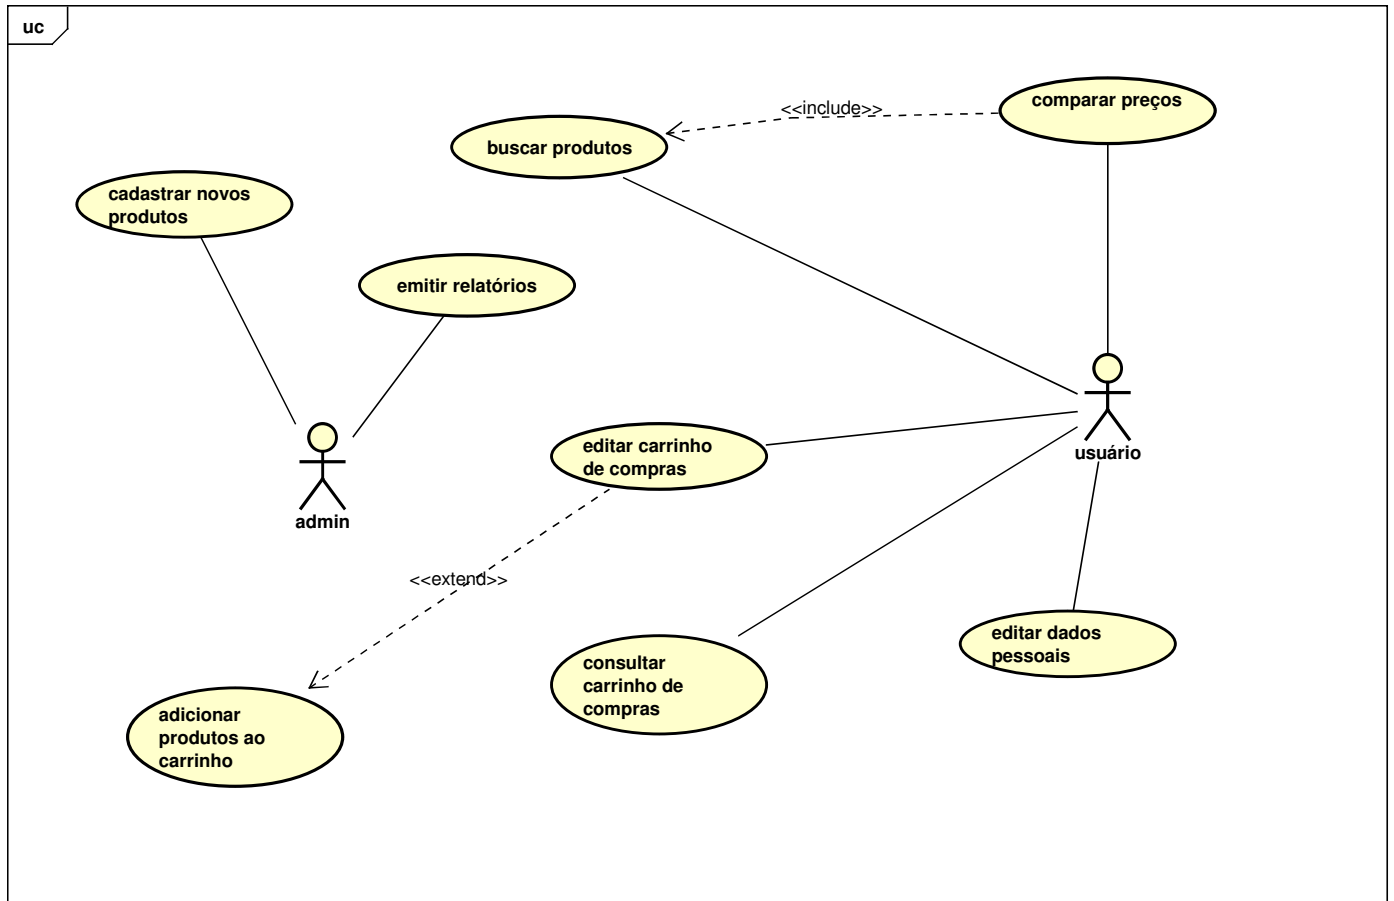 uc
comparar preços
<<include>>
buscar produtos
cadastrar novos
produtos
emitir relatórios
editar carrinho
de compras
usuário
admin
<<extend>>
editar dados
pessoais
consultar
carrinho de
compras
adicionar
produtos ao
carrinho